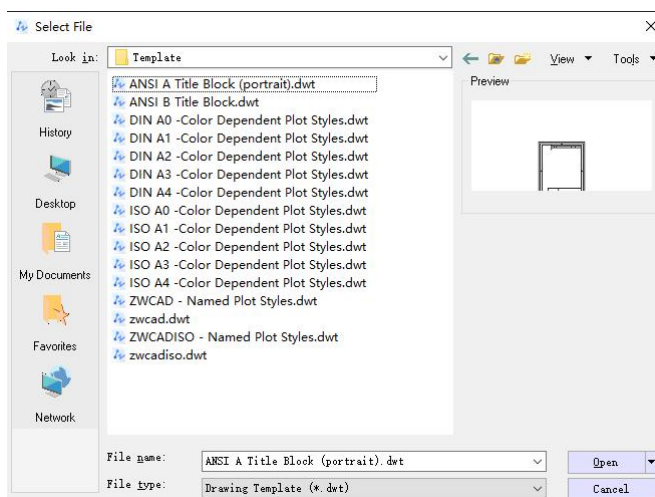 Select File
Look in:
Template
View
Tools
History
Desktop
My Documents
Favorites
Network
ANSI A Title Block (portrait).dwt
ANSI B Title Block.dwt
DIN A0 -Color Dependent Plot Styles.dwt
DIN A1 -Color Dependent Plot Styles.dwt
DIN A2 -Color Dependent Plot Styles.dwt
DIN A3 -Color Dependent Plot Styles.dwt
DIN A4 -Color Dependent Plot Styles.dwt
ISO A0 -Color Dependent Plot Styles.dwt
ISO A1 -Color Dependent Plot Styles.dwt
ISO A2 -Color Dependent Plot Styles.dwt
ISO A3 -Color Dependent Plot Styles.dwt
ISO A4 -Color Dependent Plot Styles.dwt
ZWCAD - Named Plot Styles.dwt
zwcad.dwt
ZWCADISO - Named Plot Styles.dwt
zwcadiso.dwt
Preview
File name:
ANSI A Title Block (portrait).dwt
Open
File type:
Drawing Template (*.dwt)
Cancel